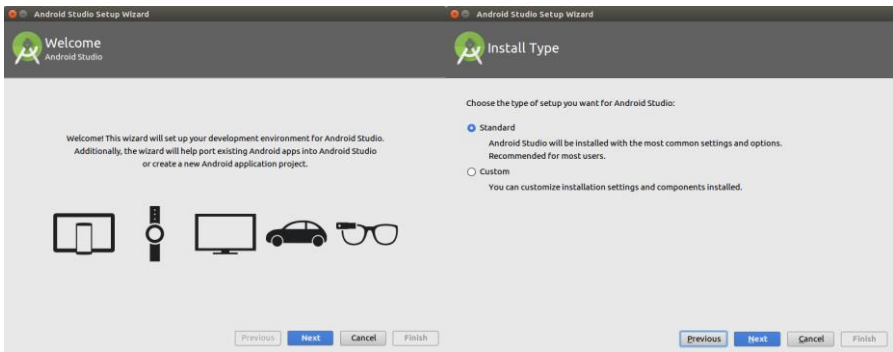 Android Studio Setup Wizard
Welcome
Android Studio
Welcome! This wizard will set up your development environment for Android Studio.
Additionally, the wizard will help port existing Android apps into Android Studio
or create a new Android application project.
Previous Next Cancel Finish
Android Studio Setup Wizard
Install Type
Choose the type of setup you want for Android Studio:
Standard
Android Studio will be installed with the most common settings and options.
Recommended for most users.
Custom
You can customize installation settings and components installed.
Previous Next Cancel Finish